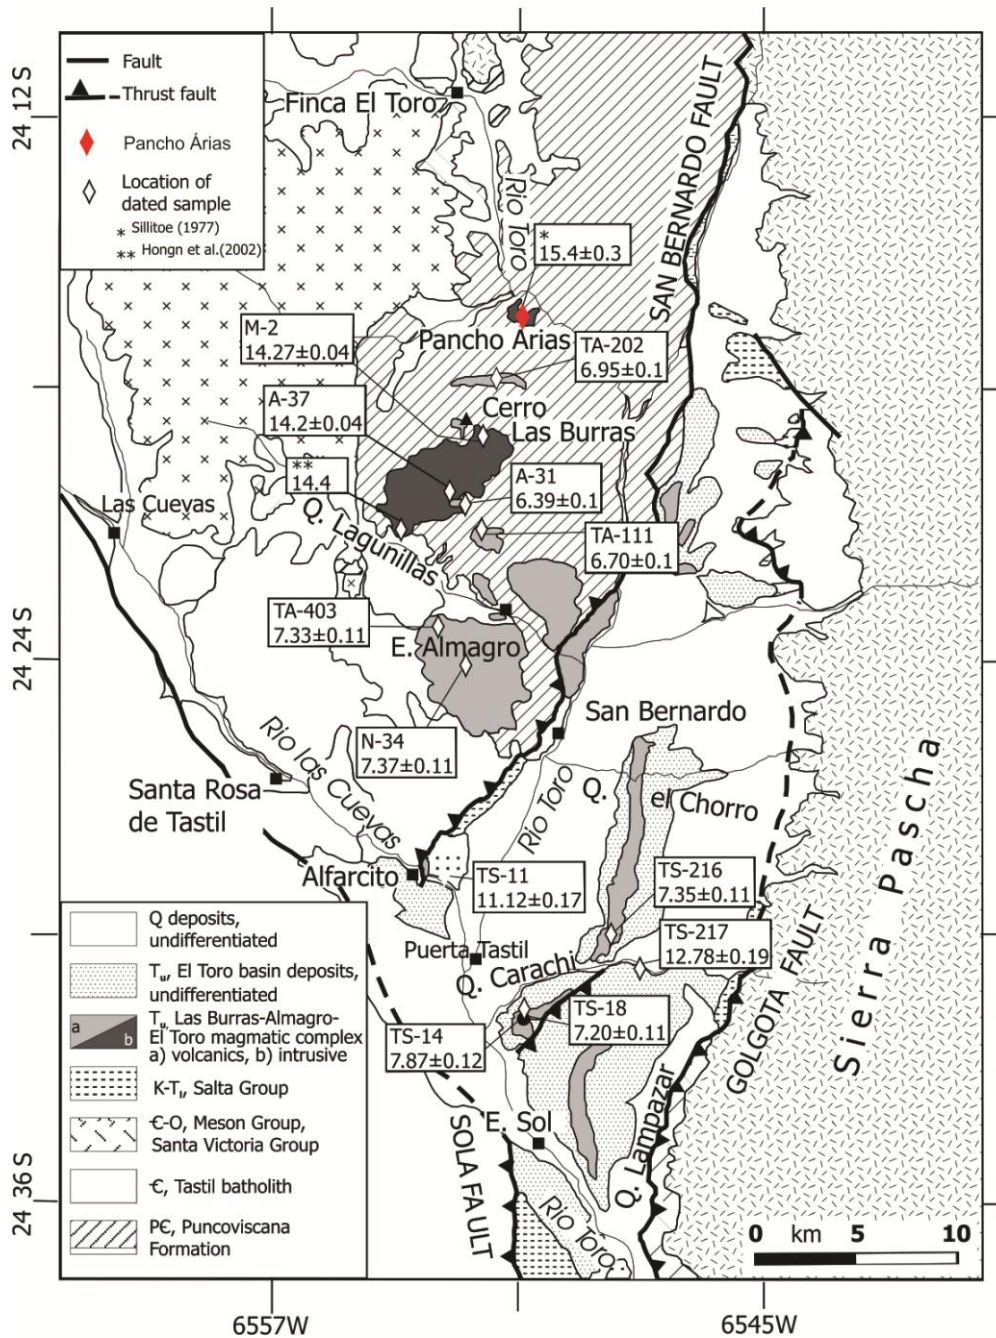 Fault
Thrust fault
Pancho Árias
Location of
dated sample
* Sillitoe (1977)
** Hongn et al.(2002)
24 12 S
24 24 S
24 36 S
6557W
6545W
Finca El Toro
Rio Toro
SAN BERNARDO FAULT
*
15.4±0.3
Pancho Arias
M-2
14.27±0.04
TA-202
6.95±0.1
A-37
14.2±0.04
Cerro
Las Burras
**
14.4
A-31
6.39±0.1
Las Cuevas
Q. Lagunillas
TA-111
6.70±0.1
TA-403
7.33±0.11
E. Almagro
N-34
7.37±0.11
San Bernardo
Rio las Cuevas
Santa Rosa
de Tastil
Rio Toro
Q. el Chorro
Alfarcito
TS-11
11.12±0.17
TS-216
7.35±0.11
TS-217
12.78±0.19
Puerta Tastil
Q. Carachi
TS-14
7.87±0.12
TS-18
7.20±0.11
GOLGOTA FAULT
Sierra Pascha
E. Sol
SOLA FAULT
Q. Lampazar
Rio Toro
Q deposits,
undifferentiated
Tu, El Toro basin deposits,
undifferentiated
a
b
Tu, Las Burras-Almagro-
El Toro magmatic complex
a) volcanics, b) intrusive
K-Tl, Salta Group
Є-O, Meson Group,
Santa Victoria Group
Є, Tastil batholith
PЄ, Puncoviscana
Formation
0 km 5 10